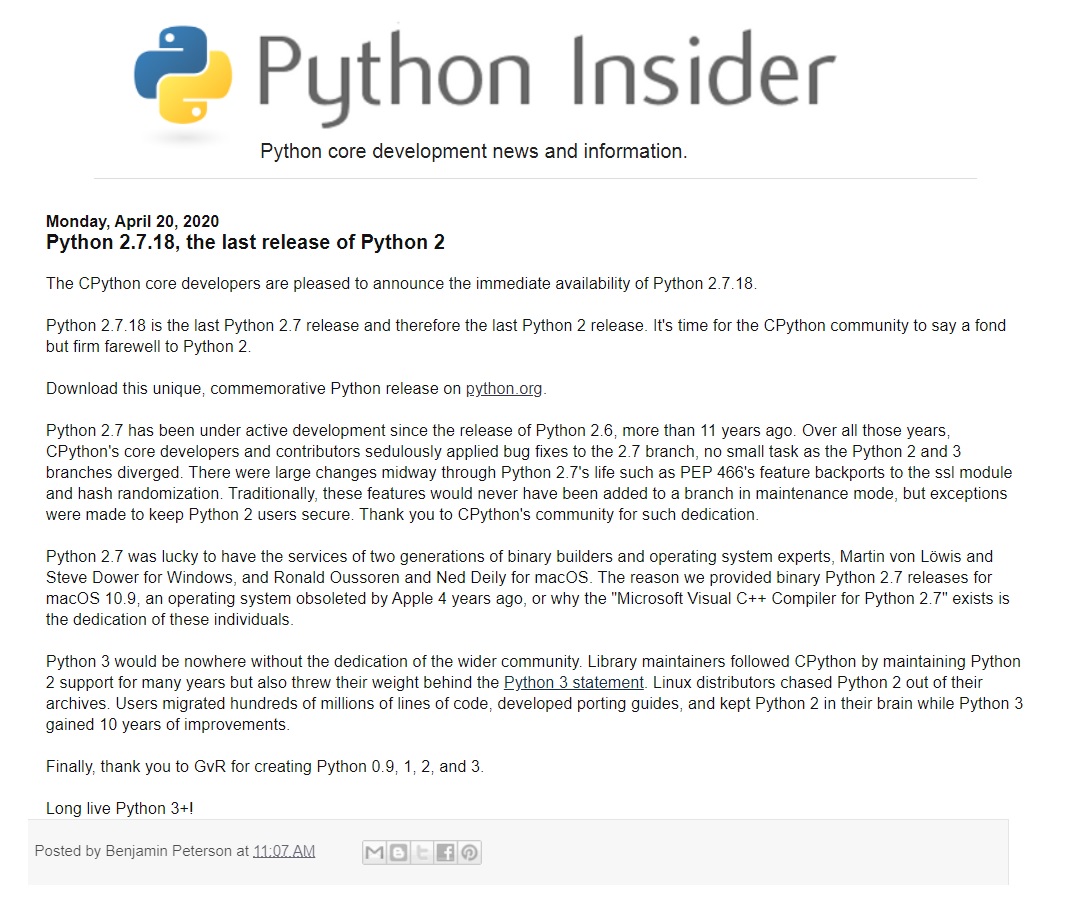 Python Insider
Python core development news and information.
Monday, April 20, 2020
Python 2.7.18, the last release of Python 2
The CPython core developers are pleased to announce the immediate availability of Python 2.7.18.
Python 2.7.18 is the last Python 2.7 release and therefore the last Python 2 release. It's time for the CPython community to say a fond
but firm farewell to Python 2.
Download this unique, commemorative Python release on python.org.
Python 2.7 has been under active development since the release of Python 2.6, more than 11 years ago. Over all those years,
CPython's core developers and contributors sedulously applied bug fixes to the 2.7 branch, no small task as the Python 2 and 3
branches diverged. There were large changes midway through Python 2.7's life such as PEP 466's feature backports to the ssl module
and hash randomization. Traditionally, these features would never have been added to a branch in maintenance mode, but exceptions
were made to keep Python 2 users secure. Thank you to CPython's community for such dedication.
Python 2.7 was lucky to have the services of two generations of binary builders and operating system experts, Martin von Löwis and
Steve Dower for Windows, and Ronald Oussoren and Ned Deily for macOS. The reason we provided binary Python 2.7 releases for
macOS 10.9, an operating system obsoleted by Apple 4 years ago, or why the "Microsoft Visual C++ Compiler for Python 2.7" exists is
the dedication of these individuals.
Python 3 would be nowhere without the dedication of the wider community. Library maintainers followed CPython by maintaining Python
2 support for many years but also threw their weight behind the Python 3 statement. Linux distributors chased Python 2 out of their
archives. Users migrated hundreds of millions of lines of code, developed porting guides, and kept Python 2 in their brain while Python 3
gained 10 years of improvements.
Finally, thank you to GvR for creating Python 0.9, 1, 2, and 3.
Long live Python 3+!
Posted by Benjamin Peterson at 11:07 AM